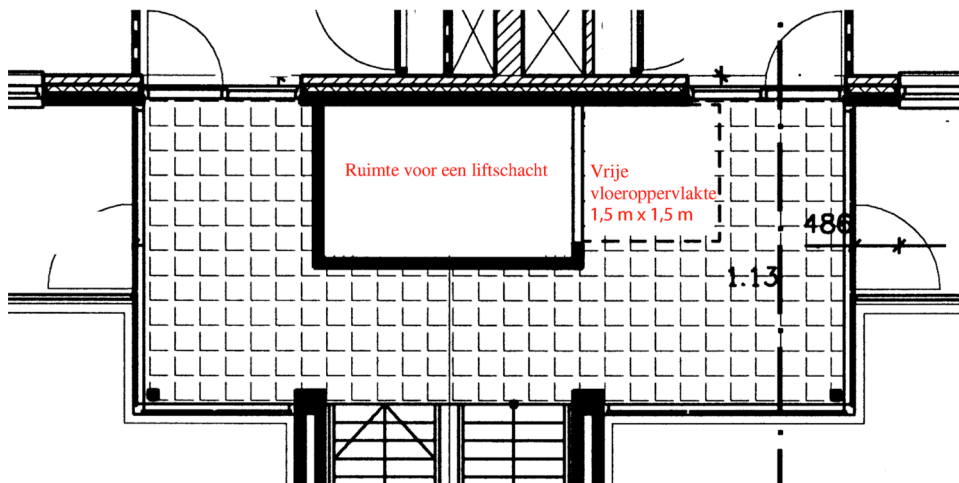 Ruimte voor een liftschacht
Vrije
vloeroppervlakte
1,5 m x 1,5 m
486
1.13